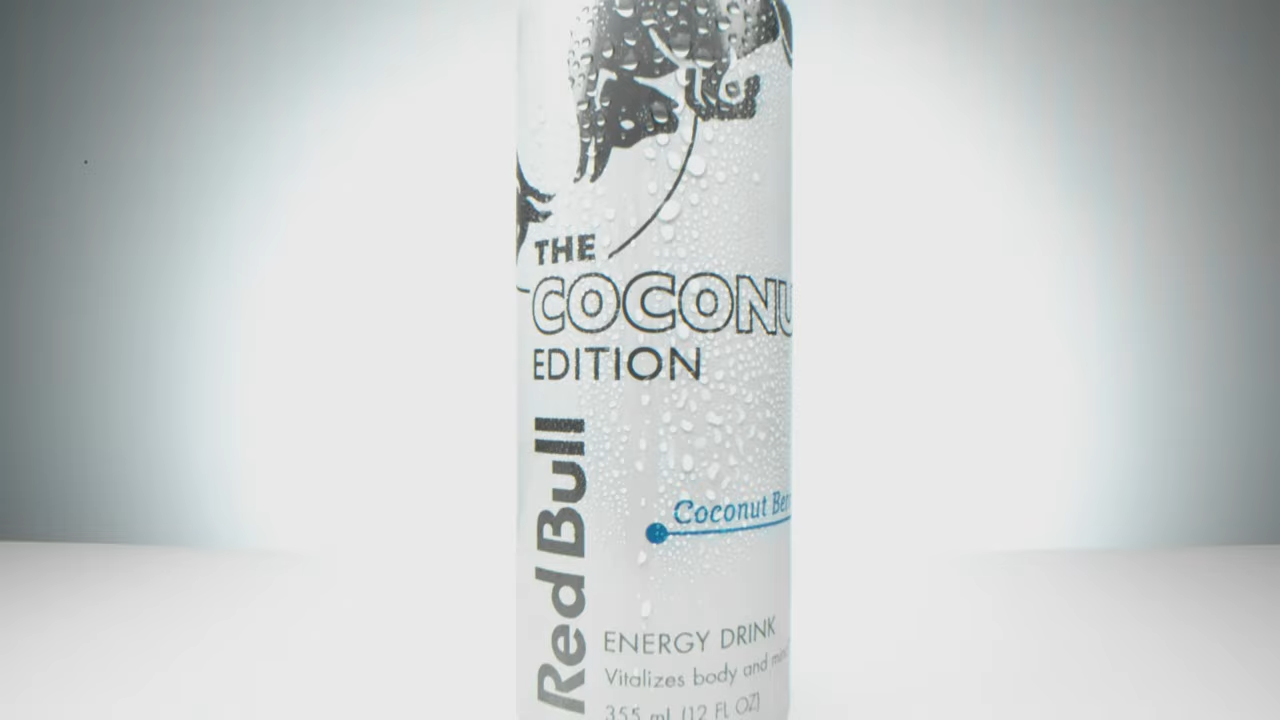 THE
COCONU
EDITION
Red Bull
Coconut Ber
ENERGY DRINK
Vitalizes body and
355 mL (12 FL OZ)